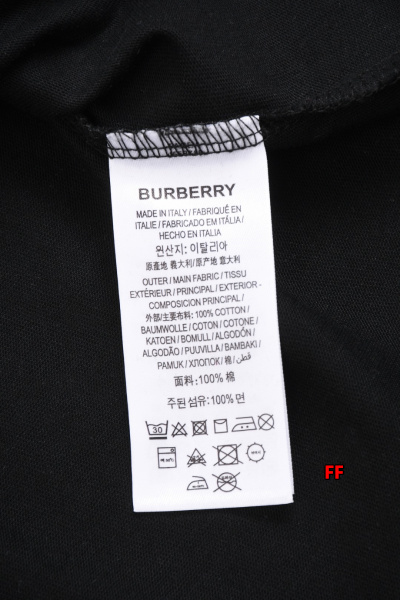 BURBERRY
MADE IN ITALY / FABRIQUÉ EN
ITALIE / FABRICADO EM ITÁLIA /
HECHO EN ITALIA
원산지: 이탈리아
原產地 義大利/原产地 意大利
OUTER / MAIN FABRIC / TISSU
EXTÉRIEUR / PRINCIPAL / EXTERIOR -
COMPOSICION PRINCIPAL /
外部/主要布料: 100% COTTON /
BAUMWOLLE / COTON / COTONE /
KATOEN / BOMULL / ALGODÓN /
ALGODÃO / PUUVILLA / BAMBAKI /
PAMUK / ХЛОПОК / 棉 / قطن
面料: 100% 棉
주된 섬유: 100% 면
30
FF